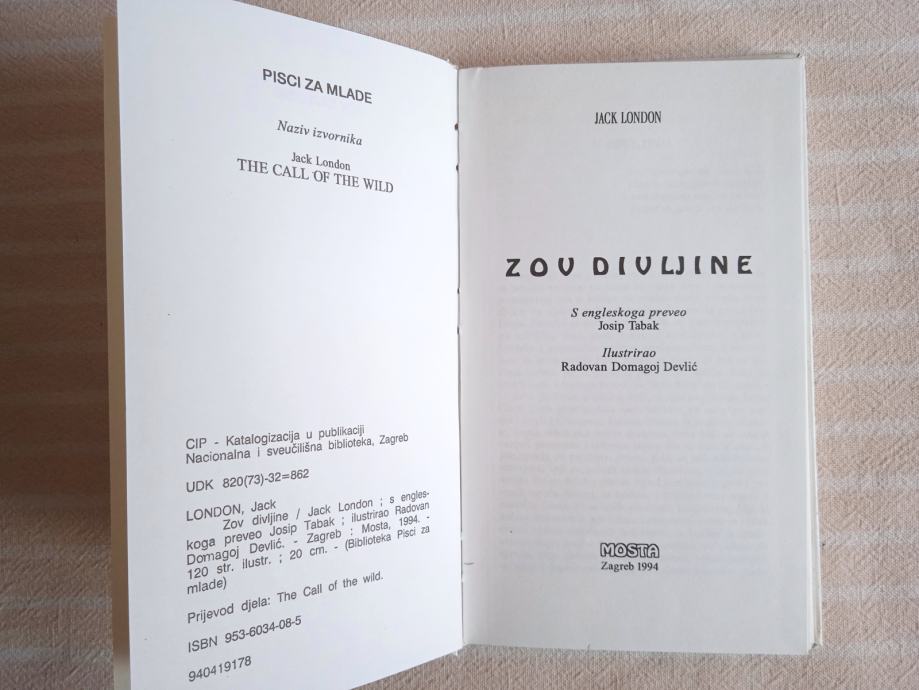 PISCI ZA MLADE
Naziv izvornika
Jack London
THE CALL OF THE WILD
CIP - Katalogizacija u publikaciji
Nacionalna i sveučilišna biblioteka, Zagreb
UDK 820(73)-32=862
LONDON, Jack
Zov divljine / Jack London ; s engles-
koga preveo Josip Tabak ; ilustrirao Radovan
Domagoj Devlić. - Zagreb : Mosta, 1994. -
120 str. ilustr. ; 20 cm. - (Biblioteka Pisci za
mlade)
Prijevod djela: The Call of the wild.
ISBN 953-6034-08-5
940419178
JACK LONDON
ZOV DIVLJINE
S engleskoga preveo
Josip Tabak
Ilustrirao
Radovan Domagoj Devlić
MOSTA
Zagreb 1994